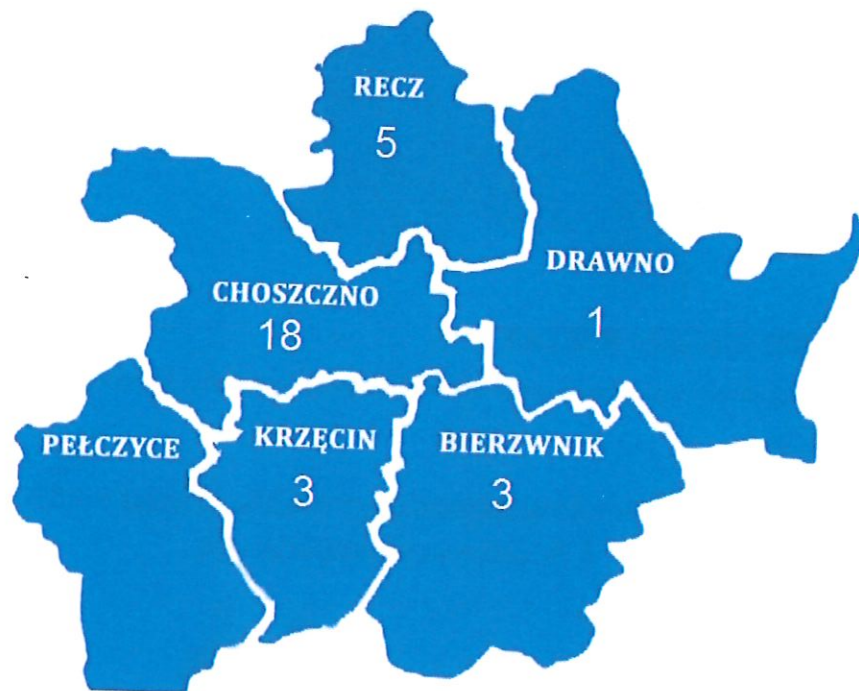 RECZ
5
DRAWNO
1
CHOSZCZNO
18
PEŁCZYCE
KRZĘCIN
3
BIERZWNIK
3